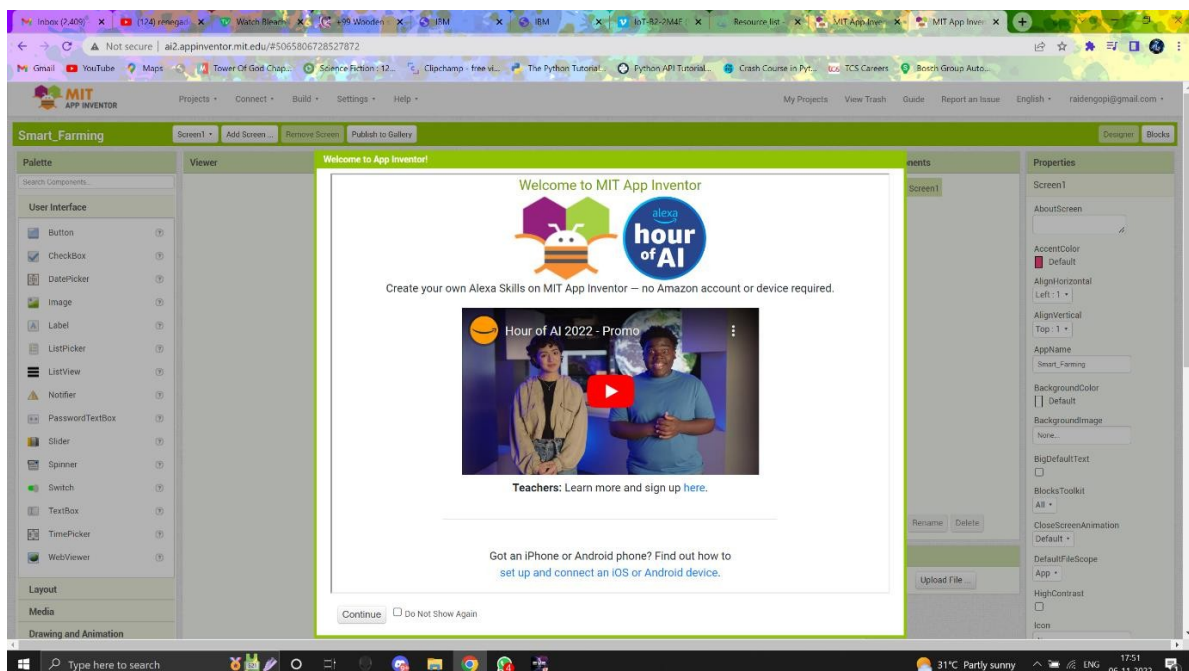 Inbox (2,409)
(124) renegad
Watch Bleach
+99 Wooden
IBM
IBM
IoT-B2-2M4E
Resource list
MIT App Inve
MIT App Inven
Not secure | ai2.appinventor.mit.edu/#5065806728527872
Gmail YouTube Maps Tower Of God Chap... Science Fiction : 12... Clipchamp - free vi... The Python Tutorial... Python API Tutorial... Crash Course in Pyt... TCS Careers Bosch Group Auto...
MIT
APP INVENTOR
Projects Connect Build Settings Help My Projects View Trash Guide Report an Issue English raidengopi@gmail.com
Smart_Farming Screen1 Add Screen ... Remove Screen Publish to Gallery Designer Blocks
Palette
Search Components...
User Interface
Button
CheckBox
DatePicker
Image
Label
ListPicker
ListView
Notifier
PasswordTextBox
Slider
Spinner
Switch
TextBox
TimePicker
WebViewer
Layout
Media
Drawing and Animation
Viewer
Welcome to App Inventor!
Welcome to MIT App Inventor
alexa
hour
of AI
Create your own Alexa Skills on MIT App Inventor — no Amazon account or device required.
Hour of AI 2022 - Promo
Teachers: Learn more and sign up here.
Got an iPhone or Android phone? Find out how to
set up and connect an iOS or Android device.
Continue Do Not Show Again
nents
Screen1
Rename Delete
Upload File ...
Properties
Screen1
AboutScreen
AccentColor
Default
AlignHorizontal
Left : 1
AlignVertical
Top : 1
AppName
Smart_Farming
BackgroundColor
Default
BackgroundImage
None...
BigDefaultText
BlocksToolkit
All
CloseScreenAnimation
Default
DefaultFileScope
App
HighContrast
Icon
Type here to search
31°C Partly sunny ENG
17:51
06-11-2022